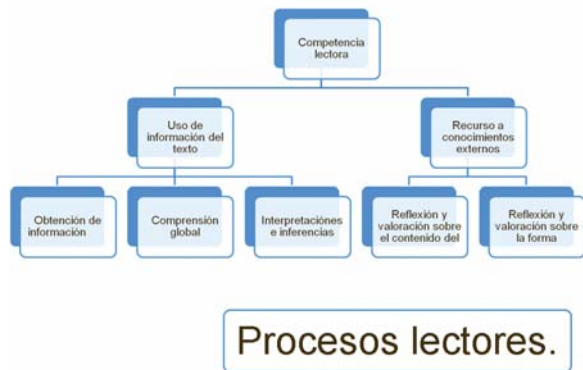 Competencia
lectora
Uso de
información del
texto
Recurso a
conocimientos
externos
Obtención de
información
Comprensión
global
Interpretaciónes
e inferencias
Reflexión y
valoración sobre
el contenido del
Reflexión y
valoración sobre
la forma
Procesos lectores.